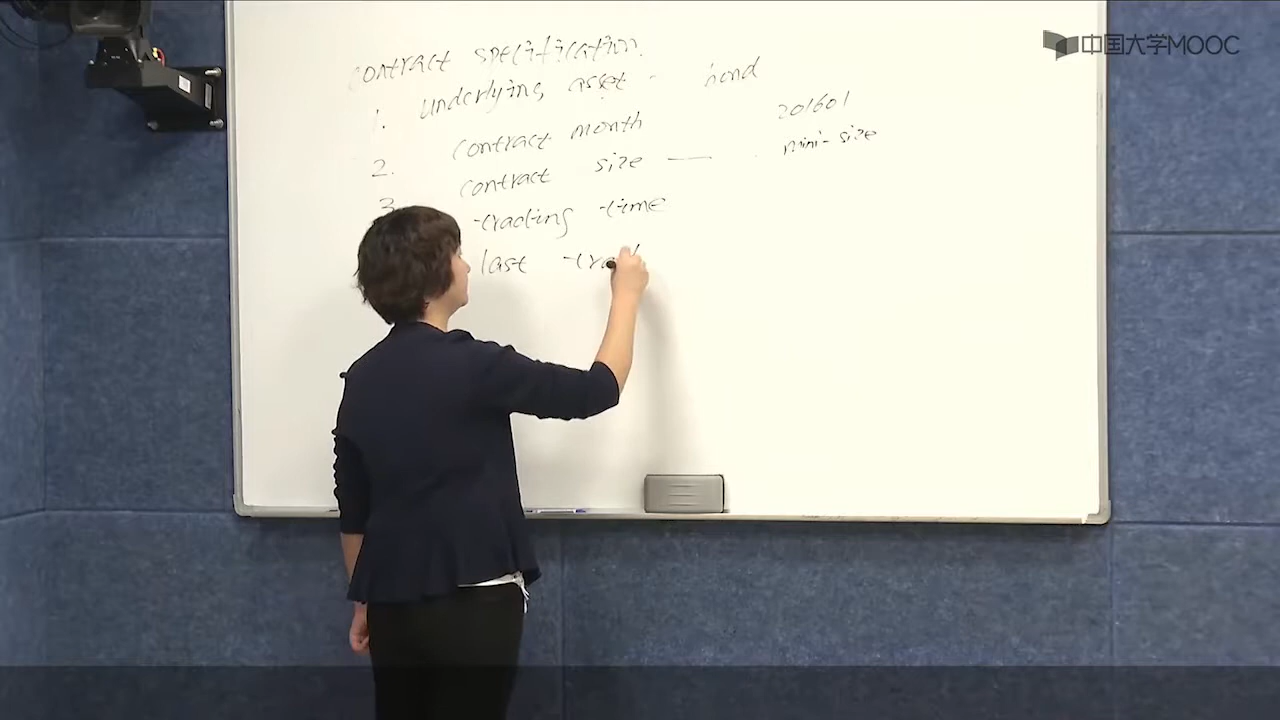 中国大学MOOC
contract specification.
1. underlying asset - bond
2. contract month 201601
3. contract size — mini-size
trading time
last trad